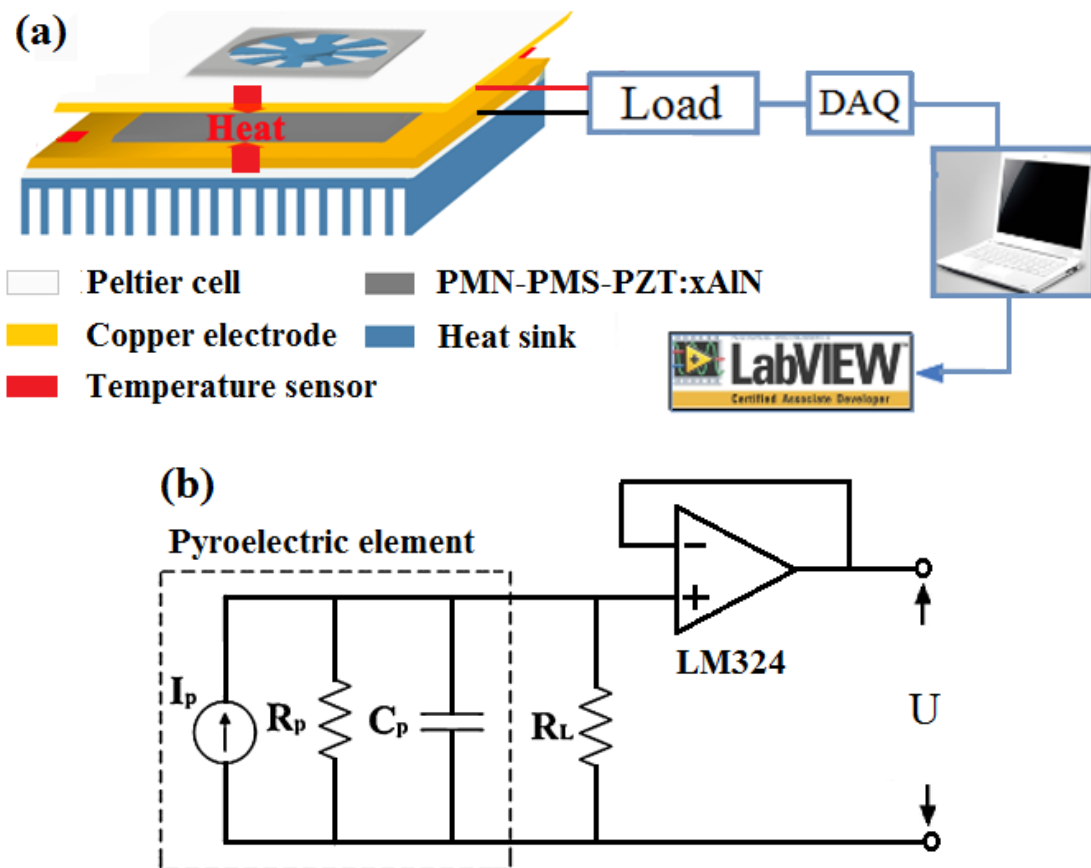 (a)
Heat
Load
DAQ
Peltier cell
PMN-PMS-PZT:xAlN
Copper electrode
Heat sink
Temperature sensor
LabVIEW™
Certified Associate Developer
(b)
Pyroelectric element
−
+
LM324
Ip
Rp
Cp
RL
U